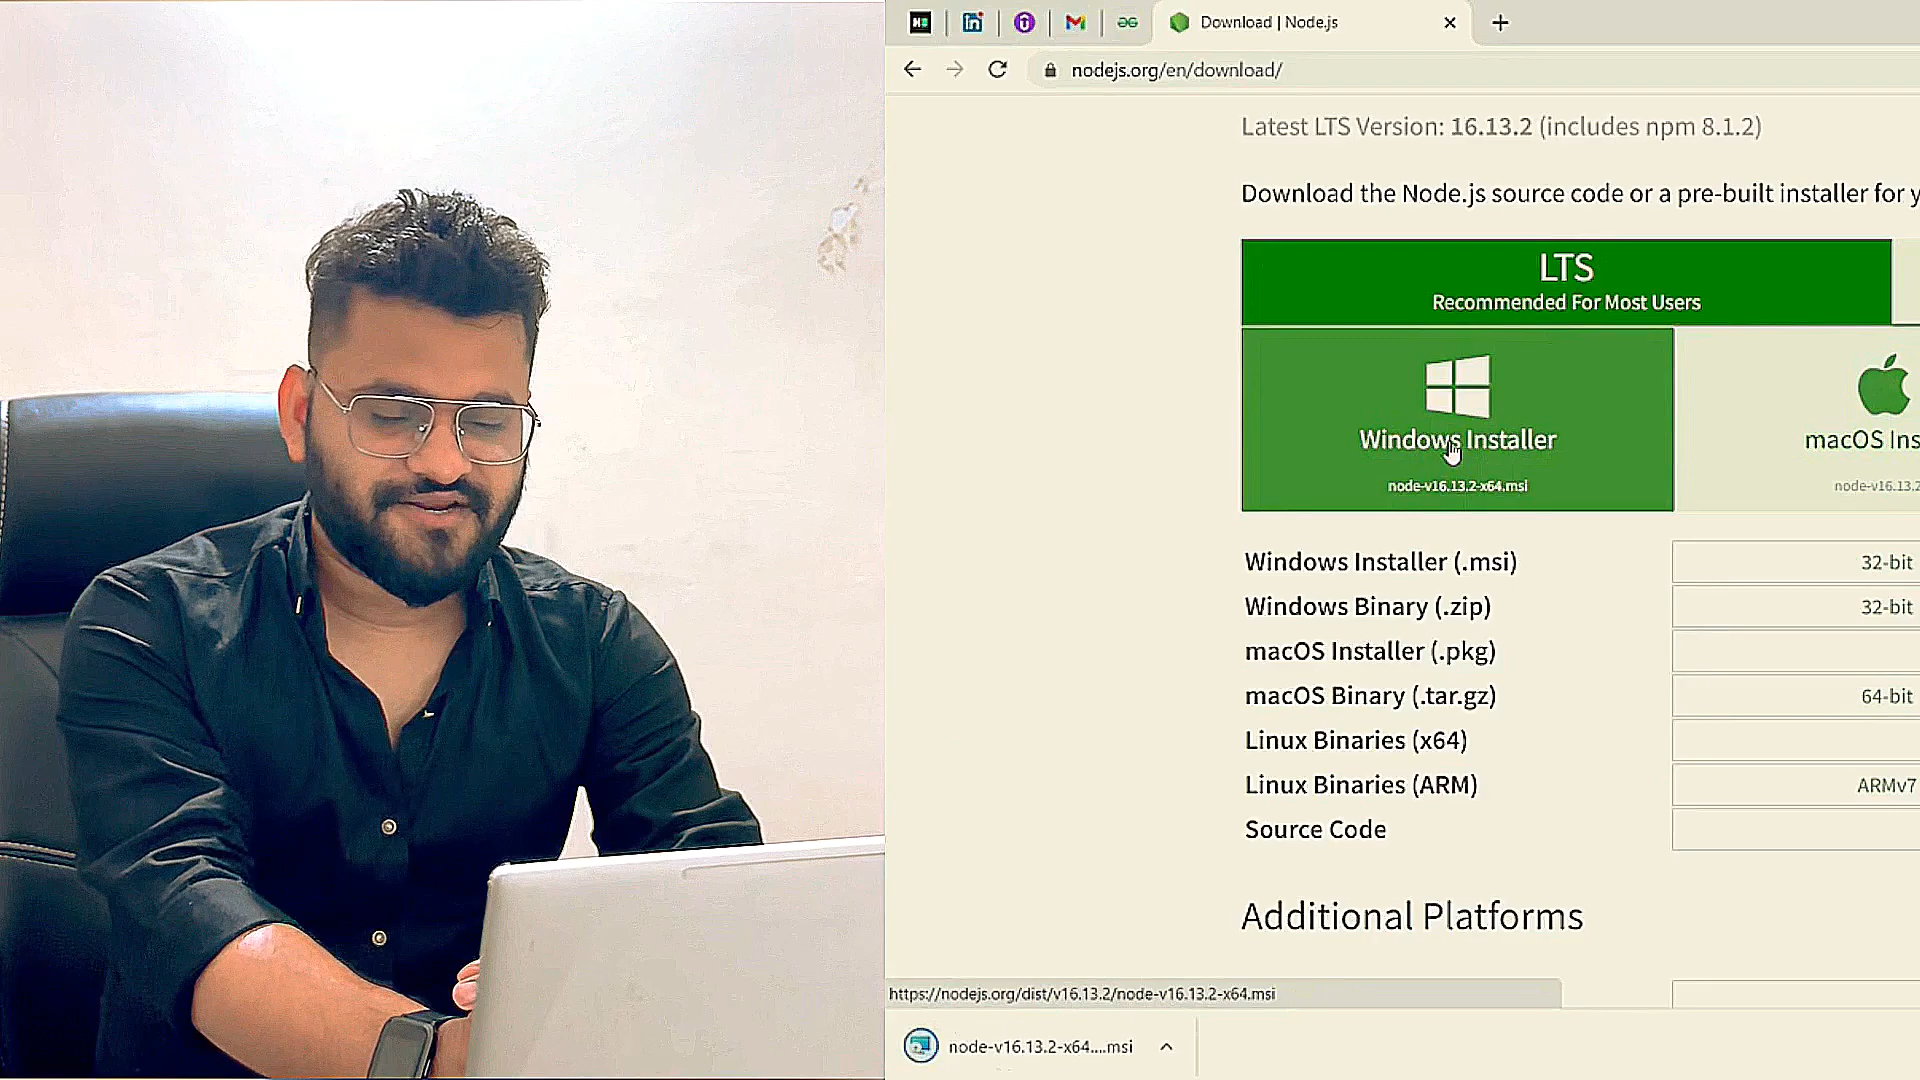 Download | Node.js
nodejs.org/en/download/
Latest LTS Version: 16.13.2 (includes npm 8.1.2)
Download the Node.js source code or a pre-built installer for y
LTS
Recommended For Most Users
Windows Installer
node-v16.13.2-x64.msi
macOS Ins
node-v16.13.2
Windows Installer (.msi)
32-bit
Windows Binary (.zip)
32-bit
macOS Installer (.pkg)
macOS Binary (.tar.gz)
64-bit
Linux Binaries (x64)
Linux Binaries (ARM)
ARMv7
Source Code
Additional Platforms
https://nodejs.org/dist/v16.13.2/node-v16.13.2-x64.msi
node-v16.13.2-x64....msi